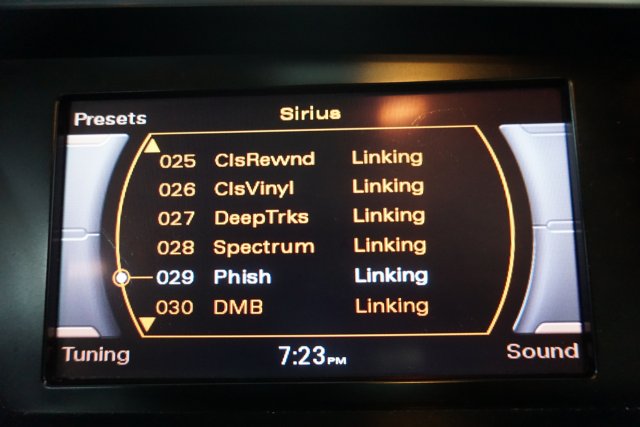 Presets Sirius
025 ClsRewnd Linking
026 ClsVinyl Linking
027 DeepTrks Linking
028 Spectrum Linking
029 Phish Linking
030 DMB Linking
Tuning 7:23PM Sound